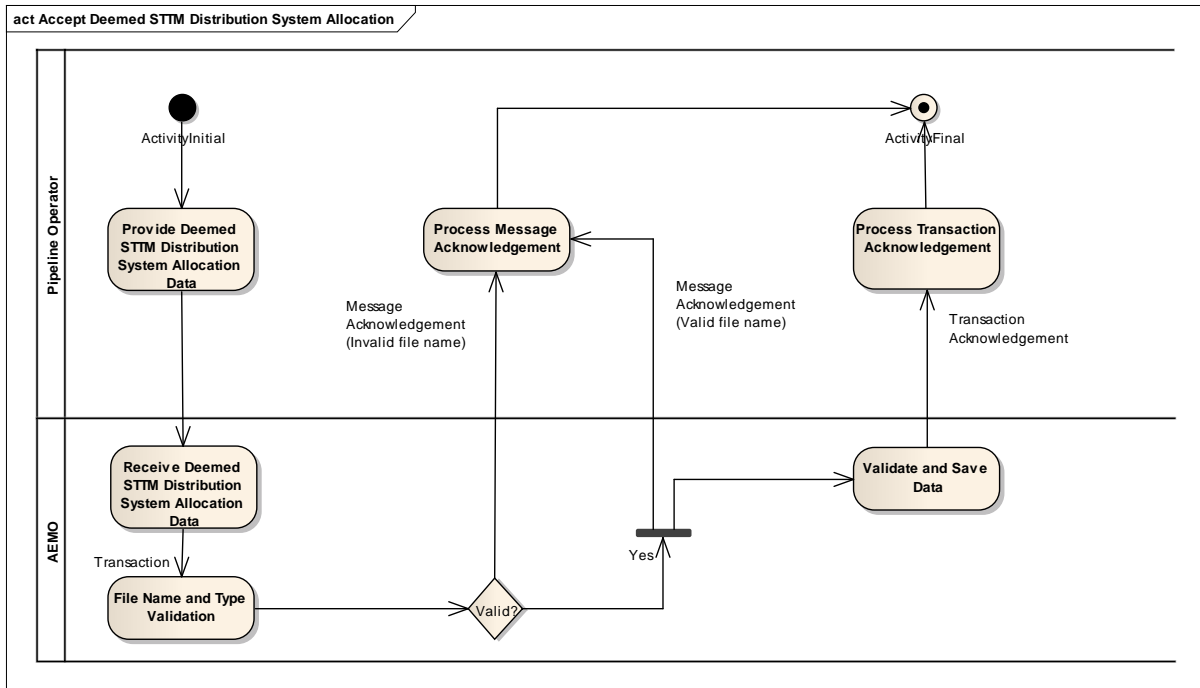 act Accept Deemed STTM Distribution System Allocation
Pipeline Operator
ActivityInitial
ActivityFinal
Provide Deemed
STTM Distribution
System Allocation
Data
Process Message
Acknowledgement
Process Transaction
Acknowledgement
Message
Acknowledgement
(Invalid file name)
Message
Acknowledgement
(Valid file name)
Transaction
Acknowledgement
AEMO
Receive Deemed
STTM Distribution
System Allocation
Data
Validate and Save
Data
Transaction
Yes
File Name and Type
Validation
Valid?